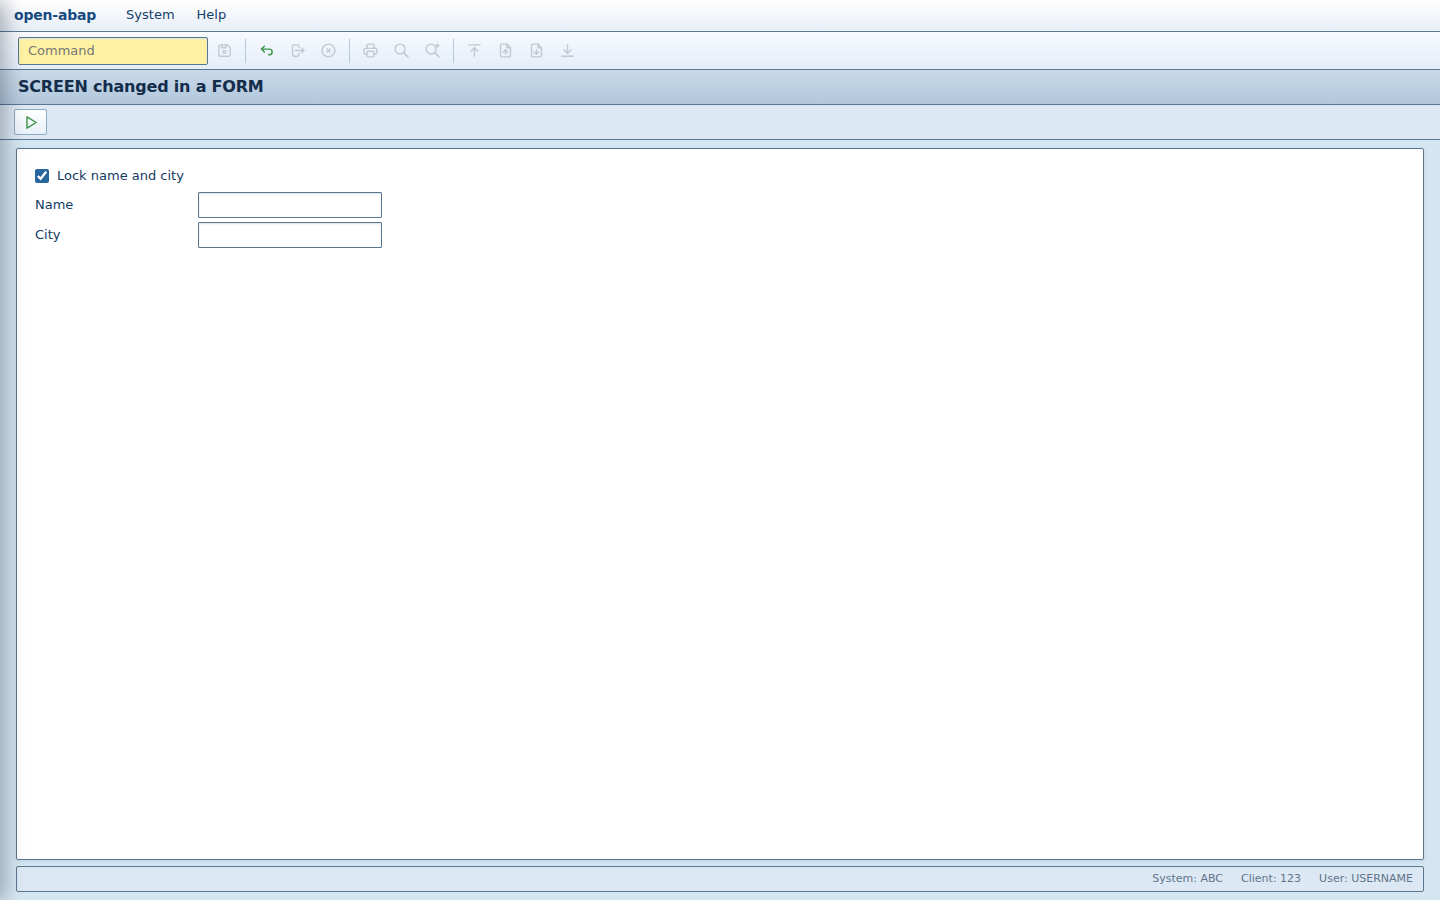 open-abap System Help
Command
SCREEN changed in a FORM
Lock name and city
Name
City
System: ABC Client: 123 User: USERNAME